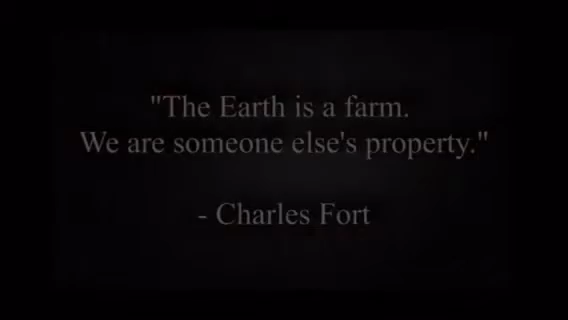 "The Earth is a farm.
We are someone else's property."
- Charles Fort